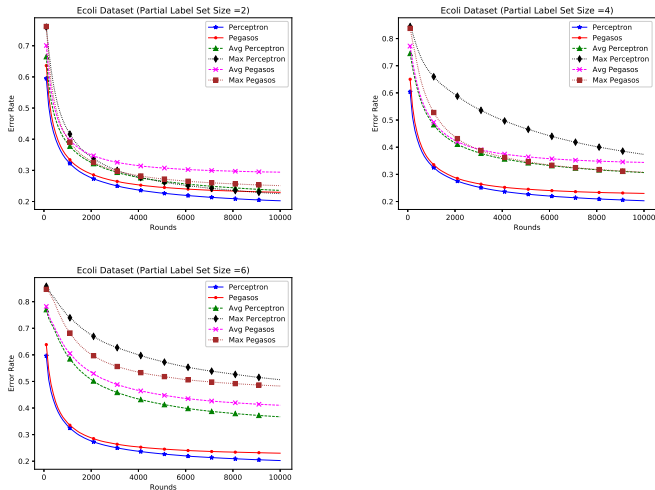 Ecoli Dataset (Partial Label Set Size =2)
Error Rate
0.7
0.6
0.5
0.4
0.3
0.2
0 2000 4000 6000 8000 10000
Rounds
Perceptron
Pegasos
Avg Perceptron
Max Perceptron
Avg Pegasos
Max Pegasos
Ecoli Dataset (Partial Label Set Size =4)
Error Rate
0.8
0.7
0.6
0.5
0.4
0.3
0.2
0 2000 4000 6000 8000 10000
Rounds
Perceptron
Pegasos
Avg Perceptron
Max Perceptron
Avg Pegasos
Max Pegasos
Ecoli Dataset (Partial Label Set Size =6)
Error Rate
0.8
0.7
0.6
0.5
0.4
0.3
0.2
0 2000 4000 6000 8000 10000
Rounds
Perceptron
Pegasos
Avg Perceptron
Max Perceptron
Avg Pegasos
Max Pegasos